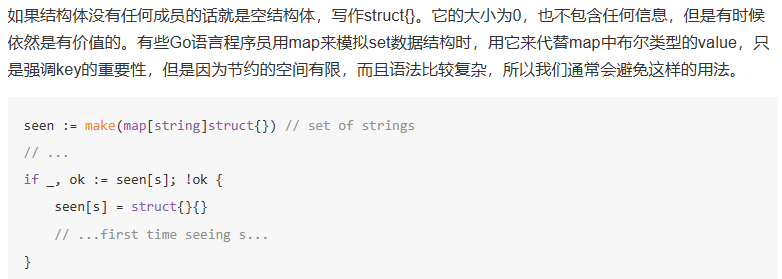 如果结构体没有任何成员的话就是空结构体，写作struct{}。它的大小为0，也不包含任何信息，但是有时候
依然是有价值的。有些Go语言程序员用map来模拟set数据结构时，用它来代替map中布尔类型的value，只
是强调key的重要性，但是因为节约的空间有限，而且语法比较复杂，所以我们通常会避免这样的用法。
seen := make(map[string]struct{}) // set of strings
// ...
if _, ok := seen[s]; !ok {
    seen[s] = struct{}{}
    // ...first time seeing s...
}